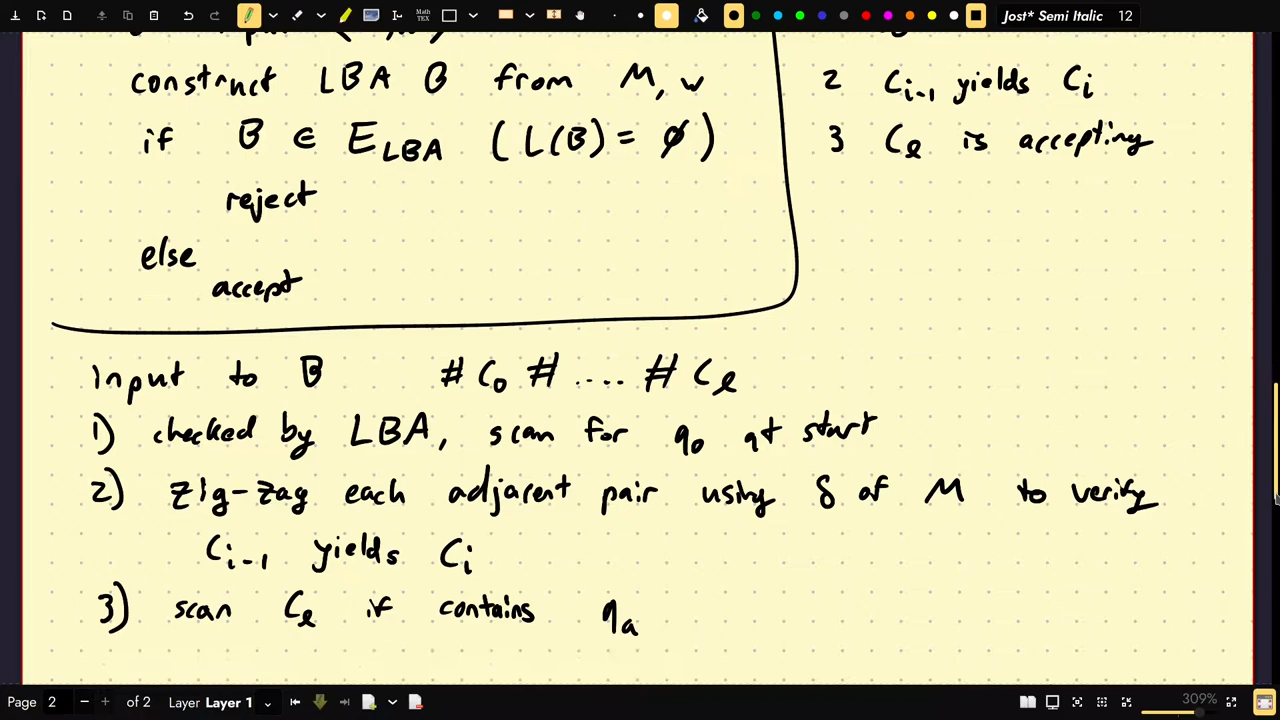 Math
TEX
Jost* Semi Italic 12
construct LBA B from M, w
if B ∈ E_LBA ( L(B) = ∅ )
reject
else
accept
2 C_i-1 yields C_i
3 C_ℓ is accepting
Input to B # C_0 # .... # C_ℓ
1) checked by LBA, scan for q_0 at start
2) zig-zag each adjacent pair using δ of M to verify
C_i-1 yields C_i
3) scan C_ℓ if contains q_a
Page 2 of 2 Layer Layer 1 309%